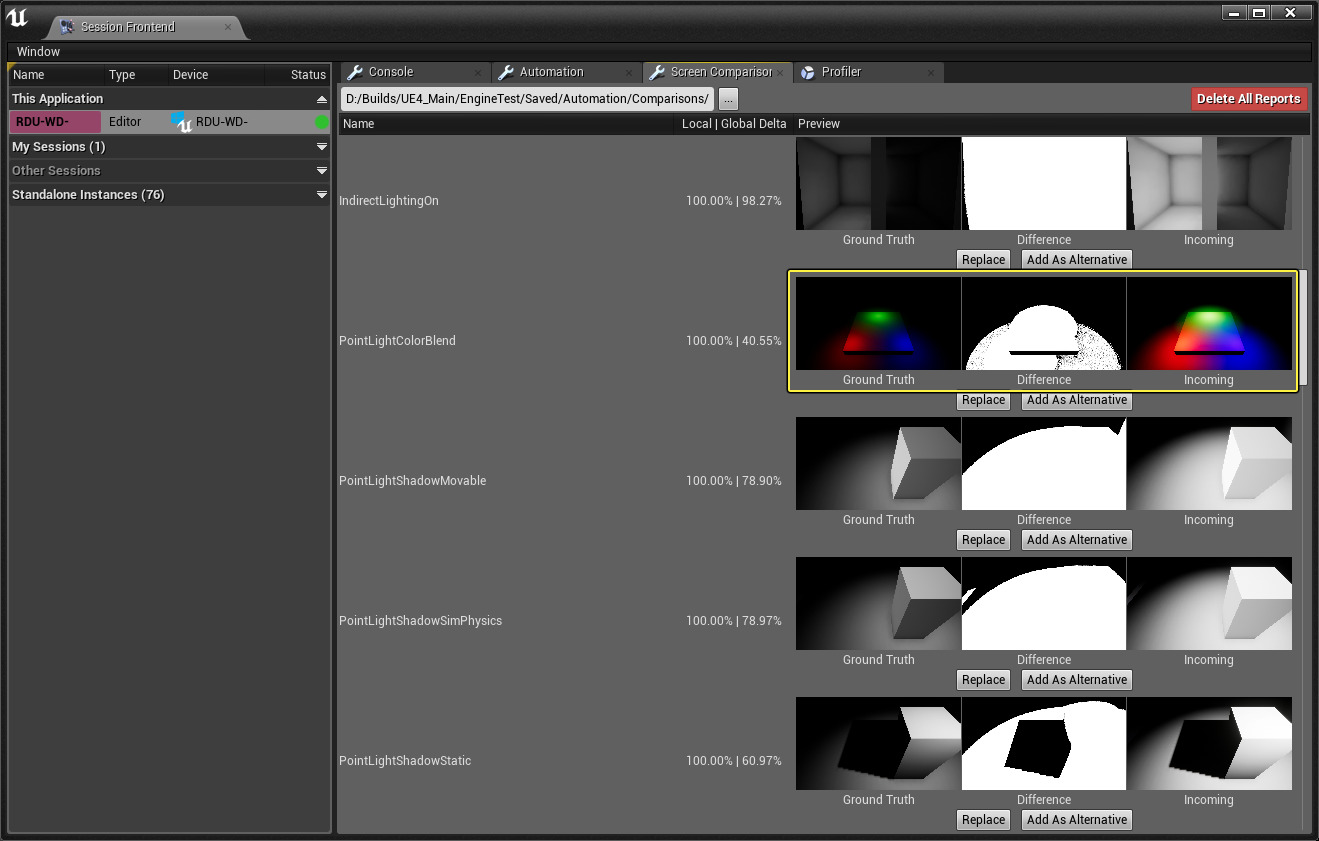 Session Frontend
Window
Name Type Device Status
This Application
RDU-WD- Editor RDU-WD-
My Sessions (1)
Other Sessions
Standalone Instances (76)
Console Automation Screen Comparison Profiler
D:/Builds/UE4_Main/EngineTest/Saved/Automation/Comparisons/ ... Delete All Reports
Name Local | Global Delta Preview
IndirectLightingOn 100.00% | 98.27%
Ground Truth Difference Incoming
Replace Add As Alternative
PointLightColorBlend 100.00% | 40.55%
Ground Truth Difference Incoming
Replace Add As Alternative
PointLightShadowMovable 100.00% | 78.90%
Ground Truth Difference Incoming
Replace Add As Alternative
PointLightShadowSimPhysics 100.00% | 78.97%
Ground Truth Difference Incoming
Replace Add As Alternative
PointLightShadowStatic 100.00% | 60.97%
Ground Truth Difference Incoming
Replace Add As Alternative